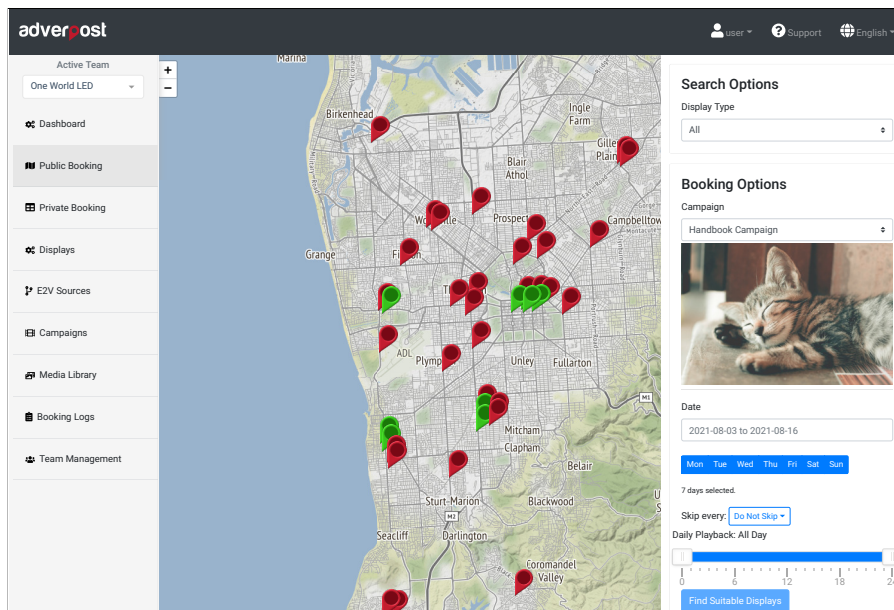 adverpost
user
Support
English
Active Team
One World LED
Dashboard
Public Booking
Private Booking
Displays
E2V Sources
Campaigns
Media Library
Booking Logs
Team Management
+
−
Marina
Birkenhead
Ingle
Farm
Blair
Athol
Prospect
Campbelltown
Grange
ADL
Unley
Fullarton
M1
Mitcham
Clapham
Belair
Sturt-Marion
Blackwood
M2
Seacliff
Darlington
Coromandel
Valley
Search Options
Display Type
All
Booking Options
Campaign
Handbook Campaign
Date
2021-08-03 to 2021-08-16
Mon Tue Wed Thu Fri Sat Sun
7 days selected.
Skip every: Do Not Skip
Daily Playback: All Day
0 6 12 18 24
Find Suitable Displays